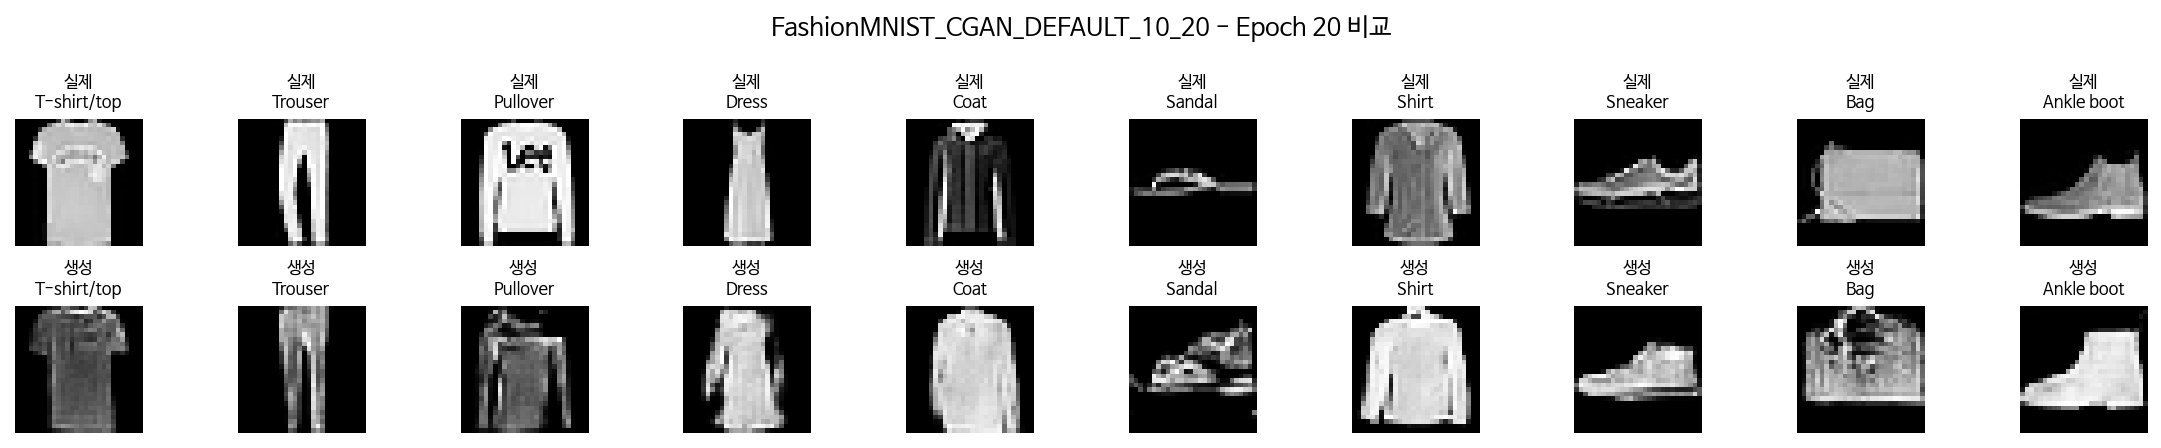 FashionMNIST_CGAN_DEFAULT_10_20 - Epoch 20 비교
실제
T-shirt/top
실제
Trouser
실제
Pullover
실제
Dress
실제
Coat
실제
Sandal
실제
Shirt
실제
Sneaker
실제
Bag
실제
Ankle boot
Lee
생성
T-shirt/top
생성
Trouser
생성
Pullover
생성
Dress
생성
Coat
생성
Sandal
생성
Shirt
생성
Sneaker
생성
Bag
생성
Ankle boot